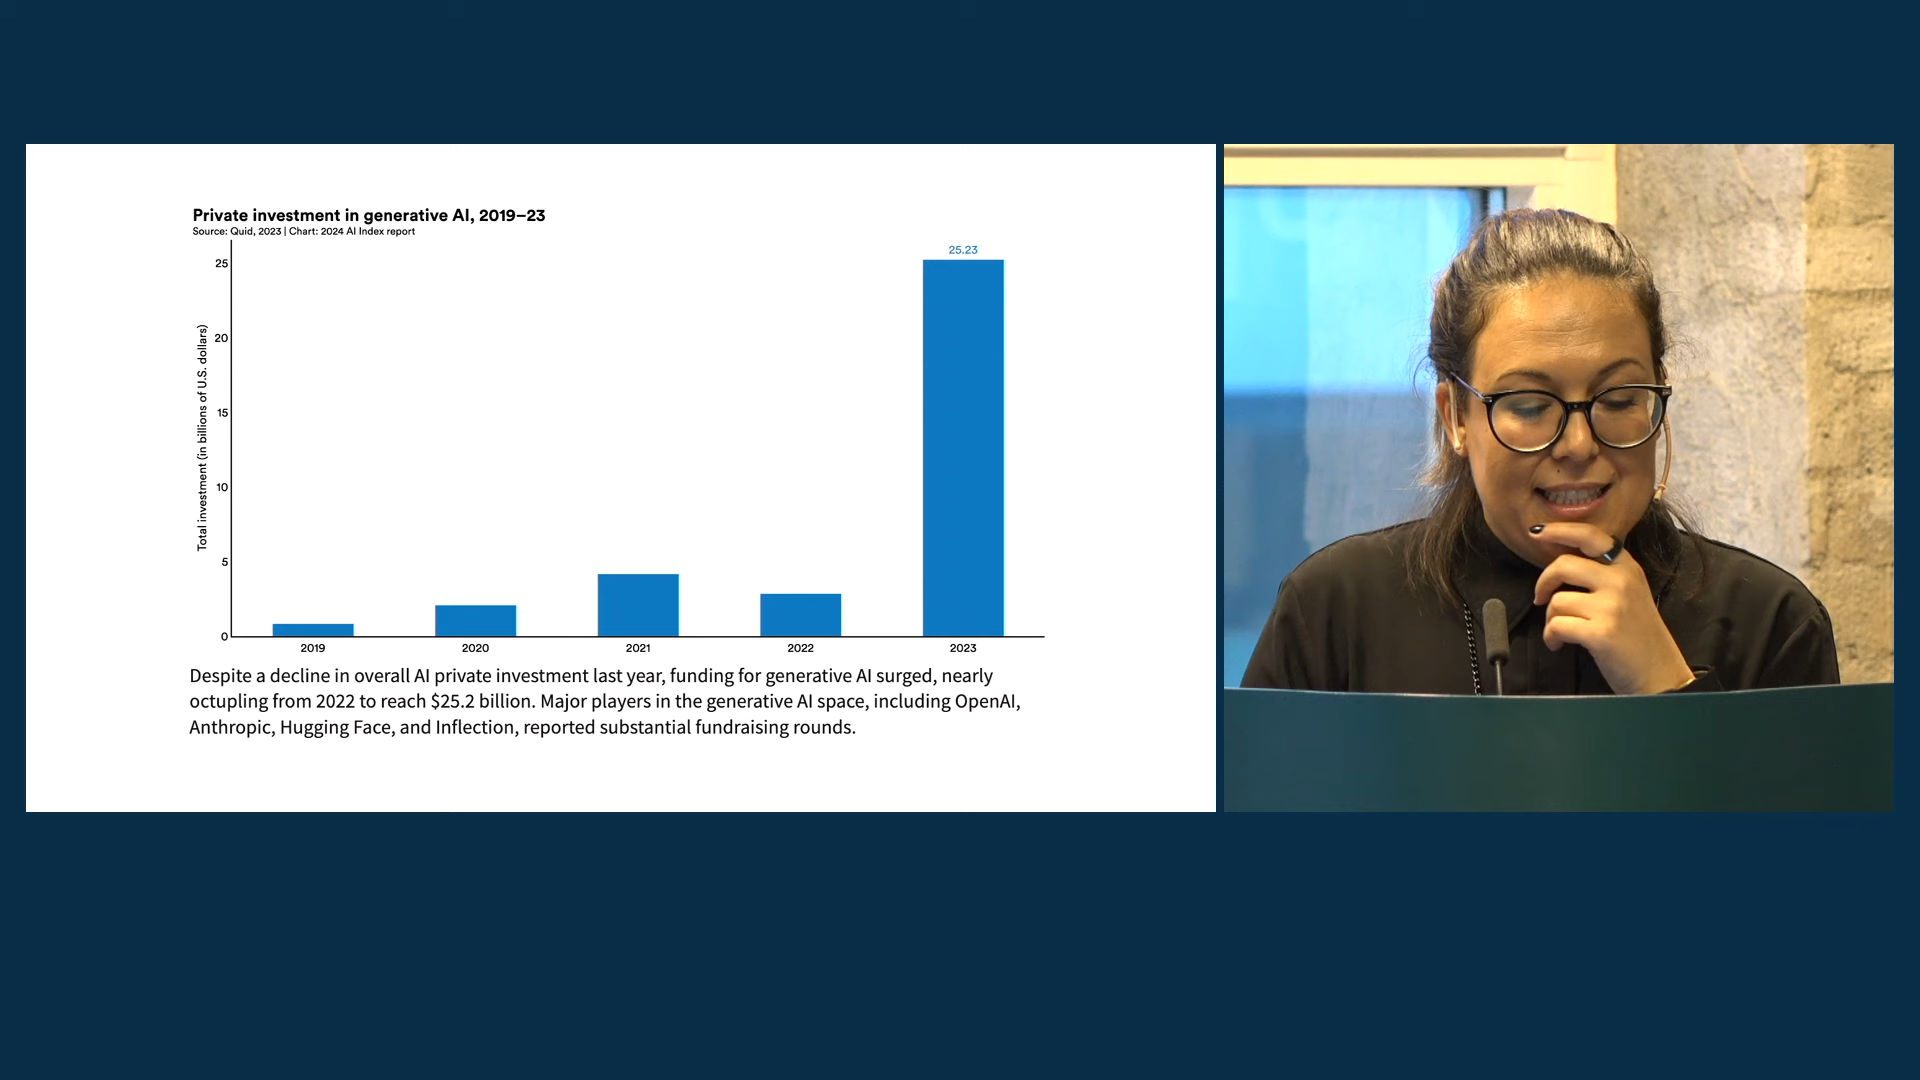 Private investment in generative AI, 2019–23
Source: Quid, 2023 | Chart: 2024 AI Index report
25.23
25
20
15
10
5
0
Total investment (in billions of U.S. dollars)
2019
2020
2021
2022
2023
Despite a decline in overall AI private investment last year, funding for generative AI surged, nearly
octupling from 2022 to reach $25.2 billion. Major players in the generative AI space, including OpenAI,
Anthropic, Hugging Face, and Inflection, reported substantial fundraising rounds.